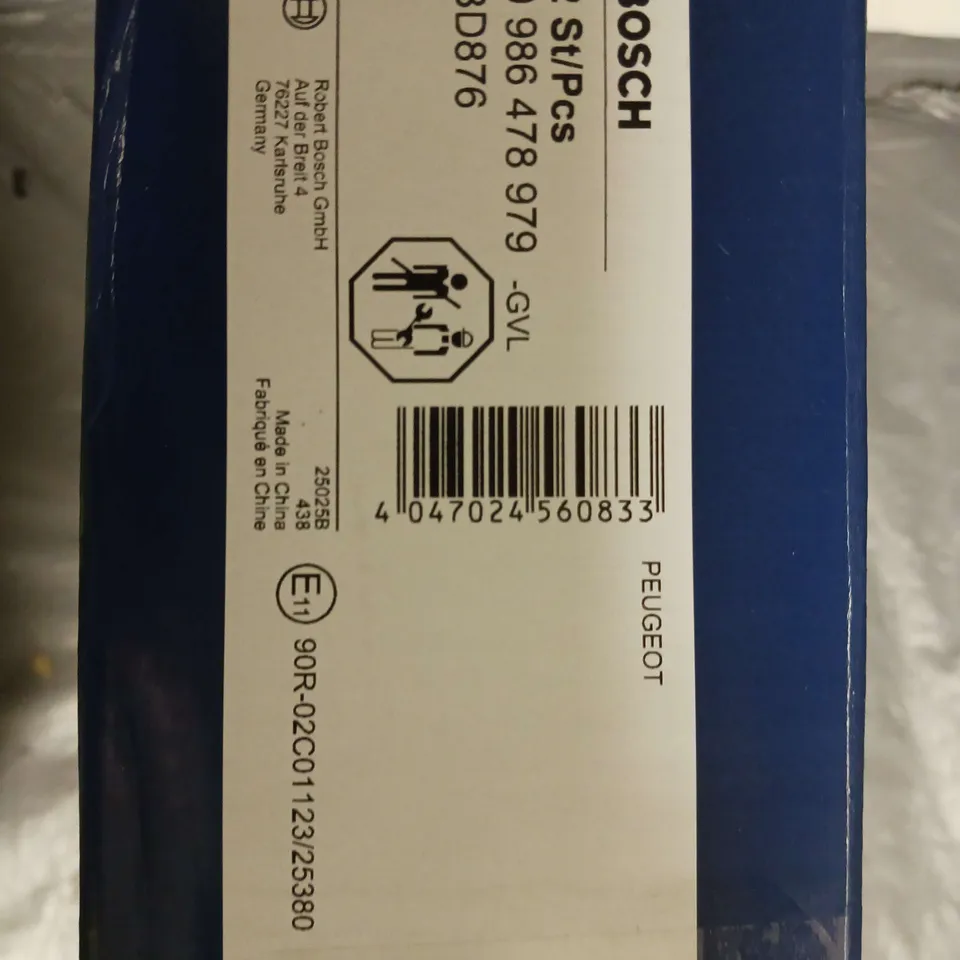 BOSCH
St/Pcs
986 478 979 -GVL
BD876
PEUGEOT
4 047024 560833
Robert Bosch GmbH
Auf der Breit 4
76227 Karlsruhe
Germany
25025B
438
Made in China
Fabriqué en Chine
E11 90R-02C01123/25380